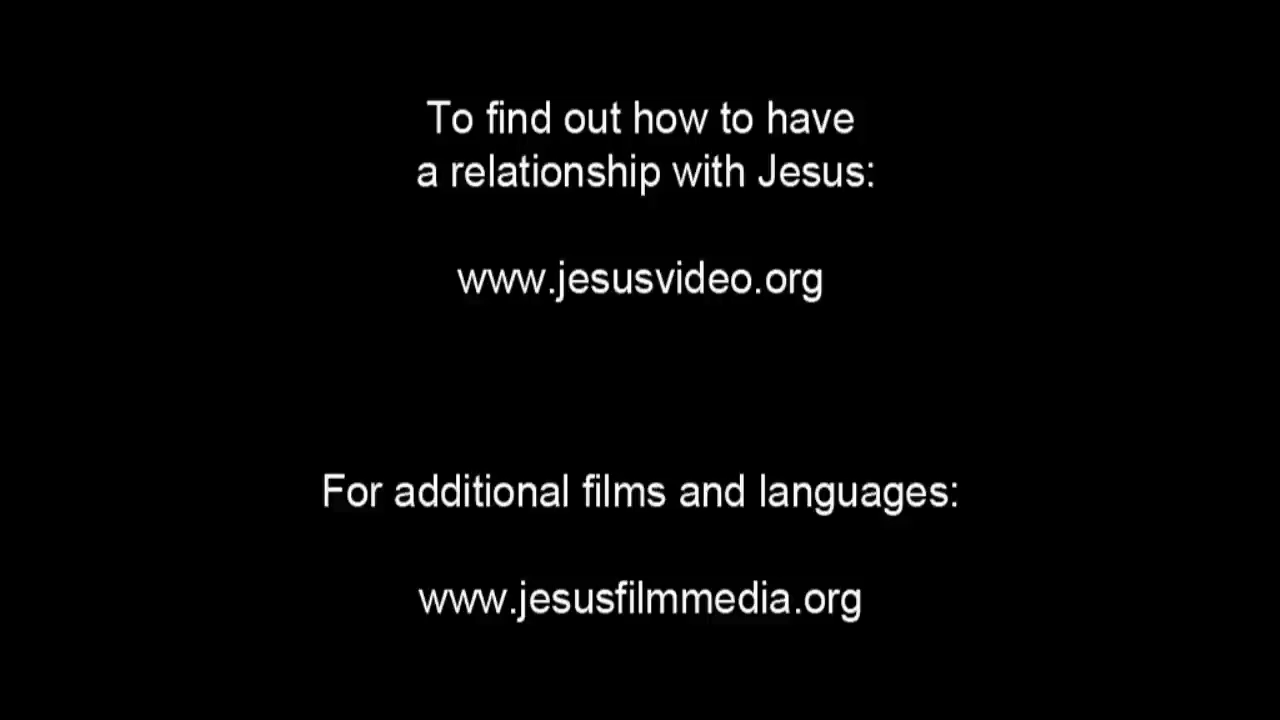 To find out how to have
a relationship with Jesus:
www.jesusvideo.org
For additional films and languages:
www.jesusfilmmedia.org